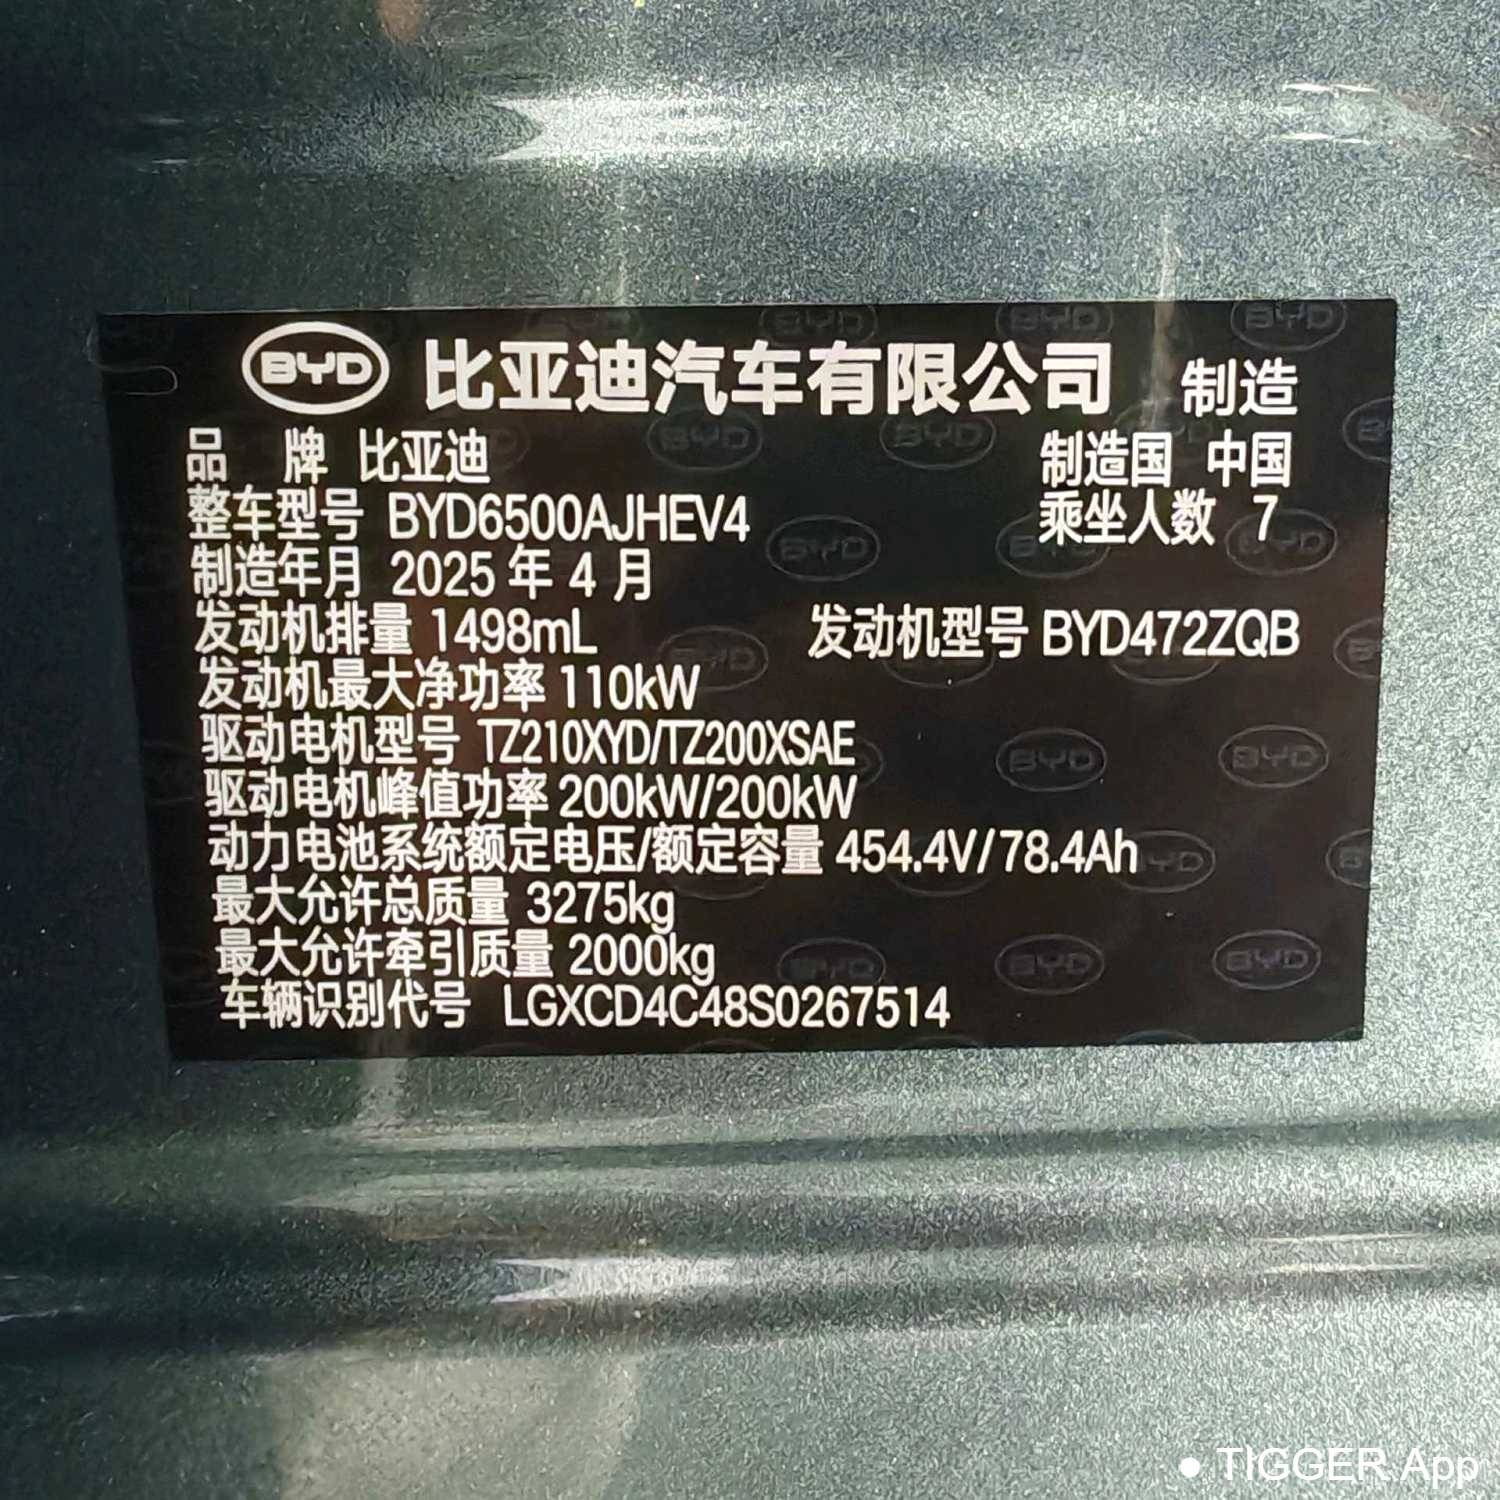 BYD 比亚迪汽车有限公司 制造
品 牌 比亚迪 制造国 中国
整车型号 BYD6500AJHEV4 乘坐人数 7
制造年月 2025 年 4 月
发动机排量 1498mL 发动机型号 BYD472ZQB
发动机最大净功率 110kW
驱动电机型号 TZ210XYD/TZ200XSAE
驱动电机峰值功率 200kW/200kW
动力电池系统额定电压/额定容量 454.4V/78.4Ah
最大允许总质量 3275kg
最大允许牵引质量 2000kg
车辆识别代号 LGXCD4C48S0267514
TIGGER App